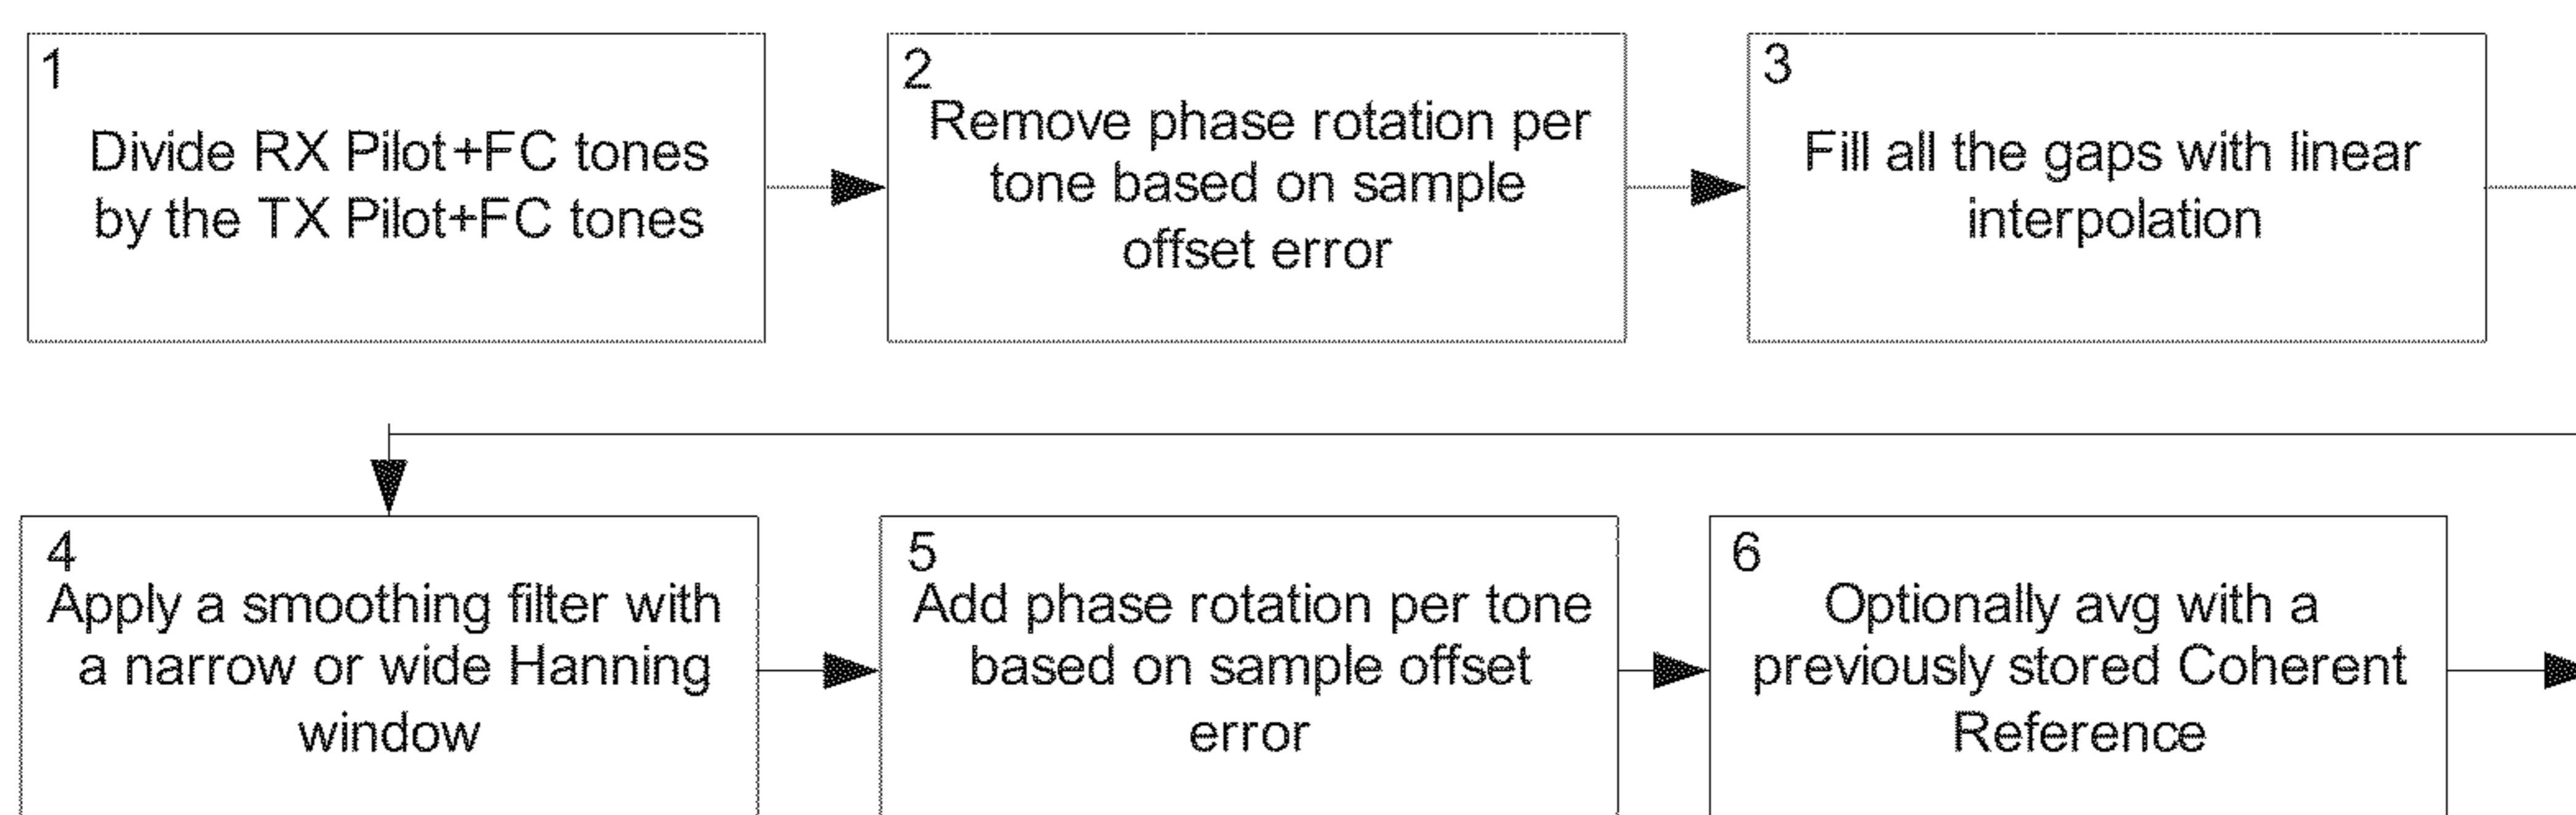 1
Divide RX Pilot+FC tones
by the TX Pilot+FC tones
2
Remove phase rotation per
tone based on sample
offset error
3
Fill all the gaps with linear
interpolation
4
Apply a smoothing filter with
a narrow or wide Hanning
window
5
Add phase rotation per tone
based on sample offset
error
6
Optionally avg with a
previously stored Coherent
Reference